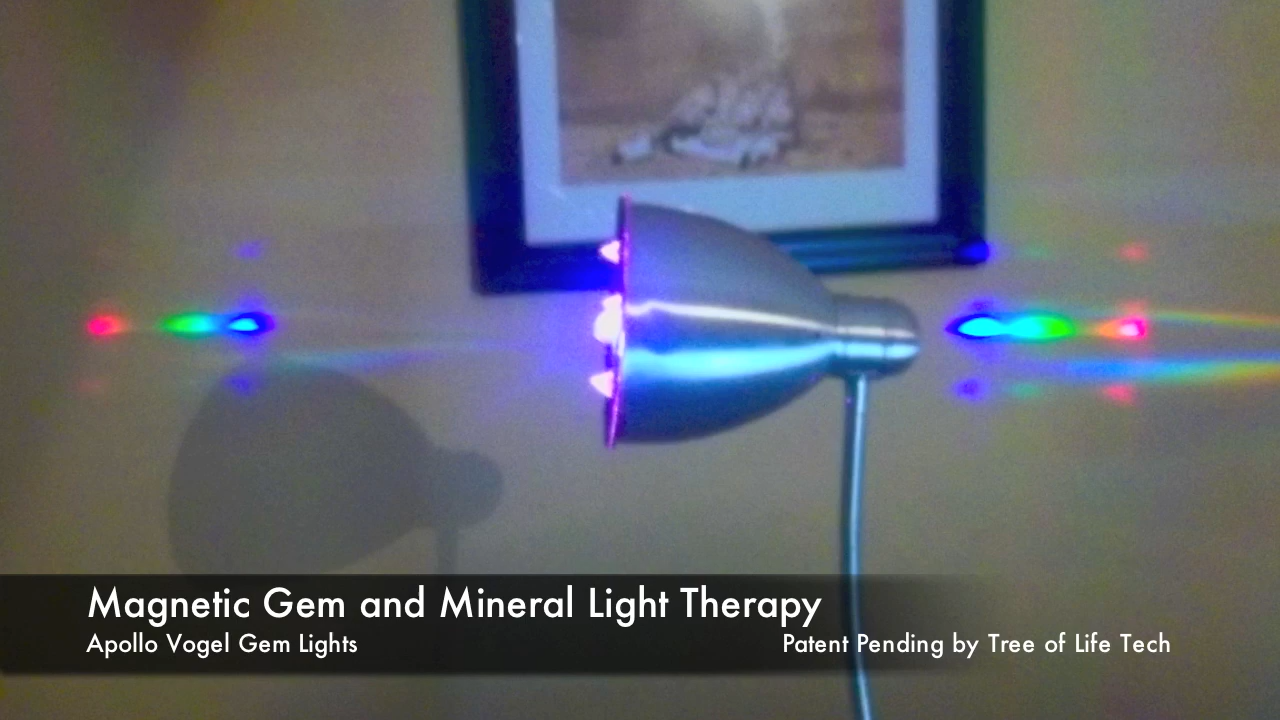 Magnetic Gem and Mineral Light Therapy
Apollo Vogel Gem Lights
Patent Pending by Tree of Life Tech